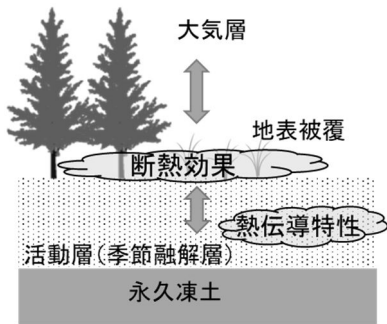 大気層
地表被覆
断熱効果
熱伝導特性
活動層(季節融解層)
永久凍土